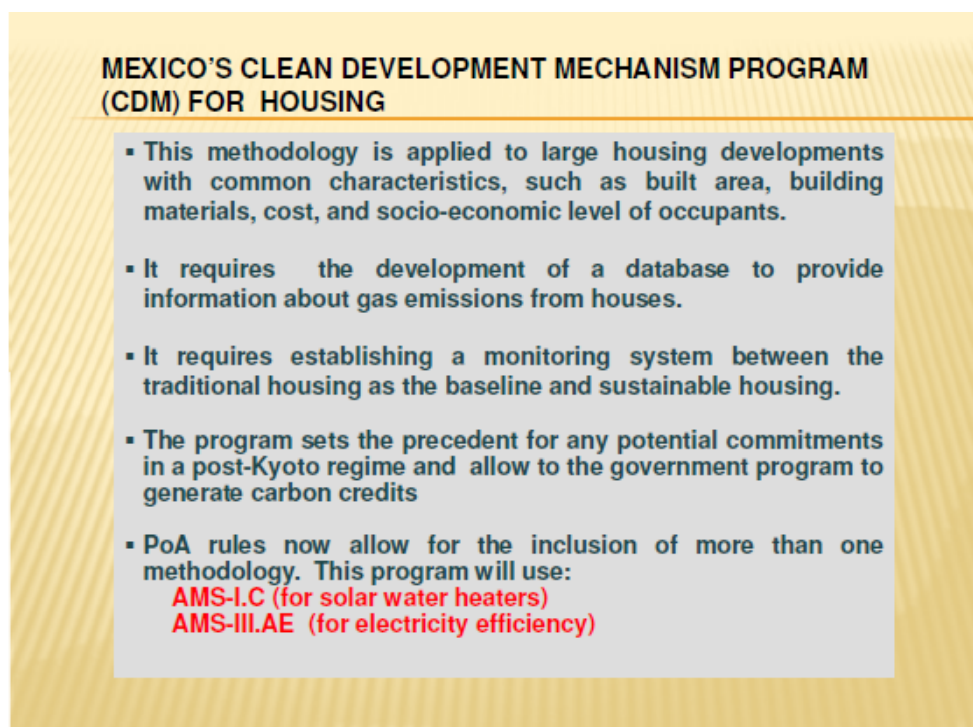 MEXICO'S CLEAN DEVELOPMENT MECHANISM PROGRAM
(CDM) FOR HOUSING
▪ This methodology is applied to large housing developments
with common characteristics, such as built area, building
materials, cost, and socio-economic level of occupants.
▪ It requires the development of a database to provide
information about gas emissions from houses.
▪ It requires establishing a monitoring system between the
traditional housing as the baseline and sustainable housing.
▪ The program sets the precedent for any potential commitments
in a post-Kyoto regime and allow to the government program to
generate carbon credits
▪ PoA rules now allow for the inclusion of more than one
methodology. This program will use:
AMS-I.C (for solar water heaters)
AMS-III.AE (for electricity efficiency)